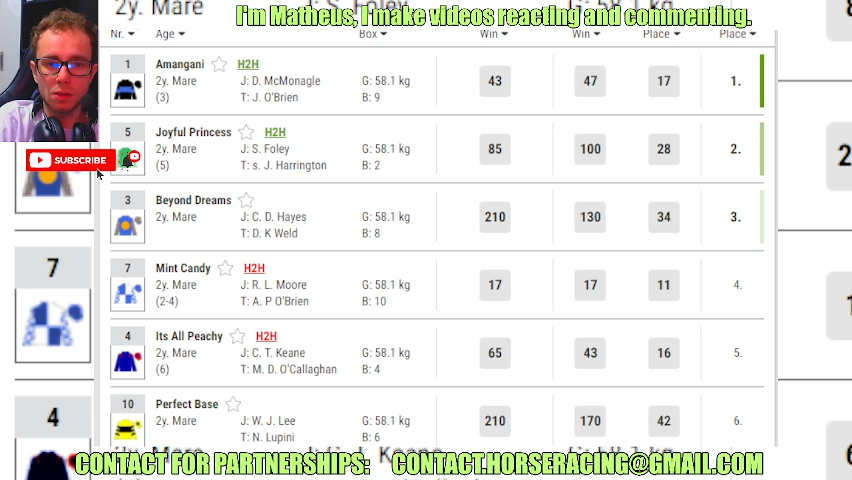 2y. Mare J: S. Foley G: 58.1 kg
I'm Matheus, I make videos reacting and commenting.
Nr. Age Box Win Win Place Place
1 Amangani H2H
2y. Mare J: D. McMonagle G: 58.1 kg 43 47 17 1.
(3) T: J. O'Brien B: 9
5 Joyful Princess H2H
2y. Mare J: S. Foley G: 58.1 kg 85 100 28 2.
(5) T: s. J. Harrington B: 2
SUBSCRIBE
3 Beyond Dreams
2y. Mare J: C. D. Hayes G: 58.1 kg 210 130 34 3.
T: D. K Weld B: 8
7 Mint Candy H2H
2y. Mare J: R. L. Moore G: 58.1 kg 17 17 11 4.
(2-4) T: A. P O'Brien B: 10
4 Its All Peachy H2H
2y. Mare J: C. T. Keane G: 58.1 kg 65 43 16 5.
(6) T: M. D. O'Callaghan B: 4
10 Perfect Base
2y. Mare J: W. J. Lee G: 58.1 kg 210 170 42 6.
T: N. Lupini B: 6
7
4
CONTACT FOR PARTNERSHIPS: CONTACT.HORSERACING@GMAIL.COM